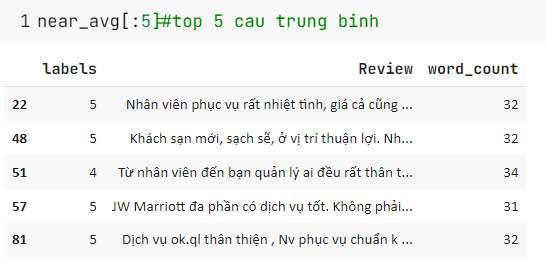 1 near_avg[:5]#top 5 cau trung binh
labels Review word_count
22 5 Nhân viên phục vụ rất nhiệt tình, giá cả cũng ... 32
48 5 Khách sạn mới, sạch sẽ, ở vị trí thuận lợi. Nh... 32
51 4 Từ nhân viên đến bạn quản lý ai đều rất thân t... 34
57 5 JW Marriott đa phần có dịch vụ tốt. Không phải... 31
81 5 Dịch vụ ok.ql thân thiện , Nv phục vụ chuẩn k ... 32